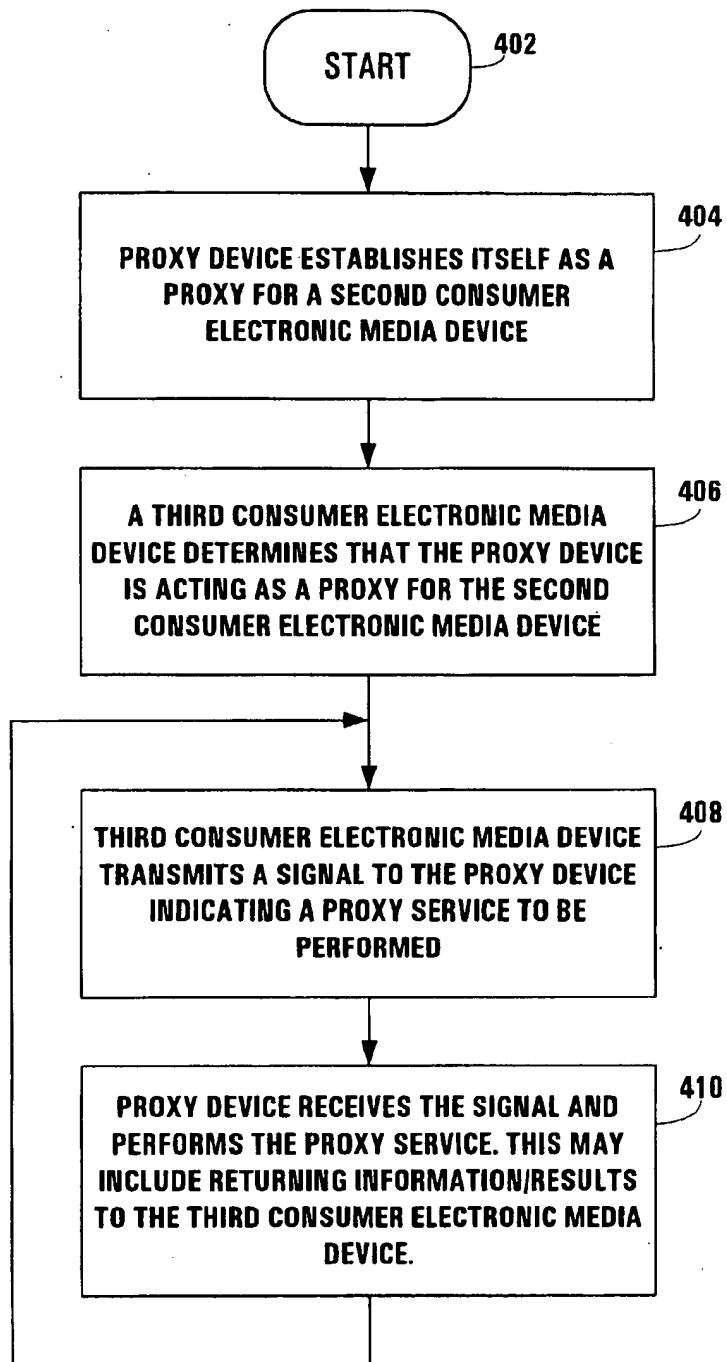 START
402
404
PROXY DEVICE ESTABLISHES ITSELF AS A
PROXY FOR A SECOND CONSUMER
ELECTRONIC MEDIA DEVICE
406
A THIRD CONSUMER ELECTRONIC MEDIA
DEVICE DETERMINES THAT THE PROXY DEVICE
IS ACTING AS A PROXY FOR THE SECOND
CONSUMER ELECTRONIC MEDIA DEVICE
408
THIRD CONSUMER ELECTRONIC MEDIA DEVICE
TRANSMITS A SIGNAL TO THE PROXY DEVICE
INDICATING A PROXY SERVICE TO BE
PERFORMED
410
PROXY DEVICE RECEIVES THE SIGNAL AND
PERFORMS THE PROXY SERVICE. THIS MAY
INCLUDE RETURNING INFORMATION/RESULTS
TO THE THIRD CONSUMER ELECTRONIC MEDIA
DEVICE.